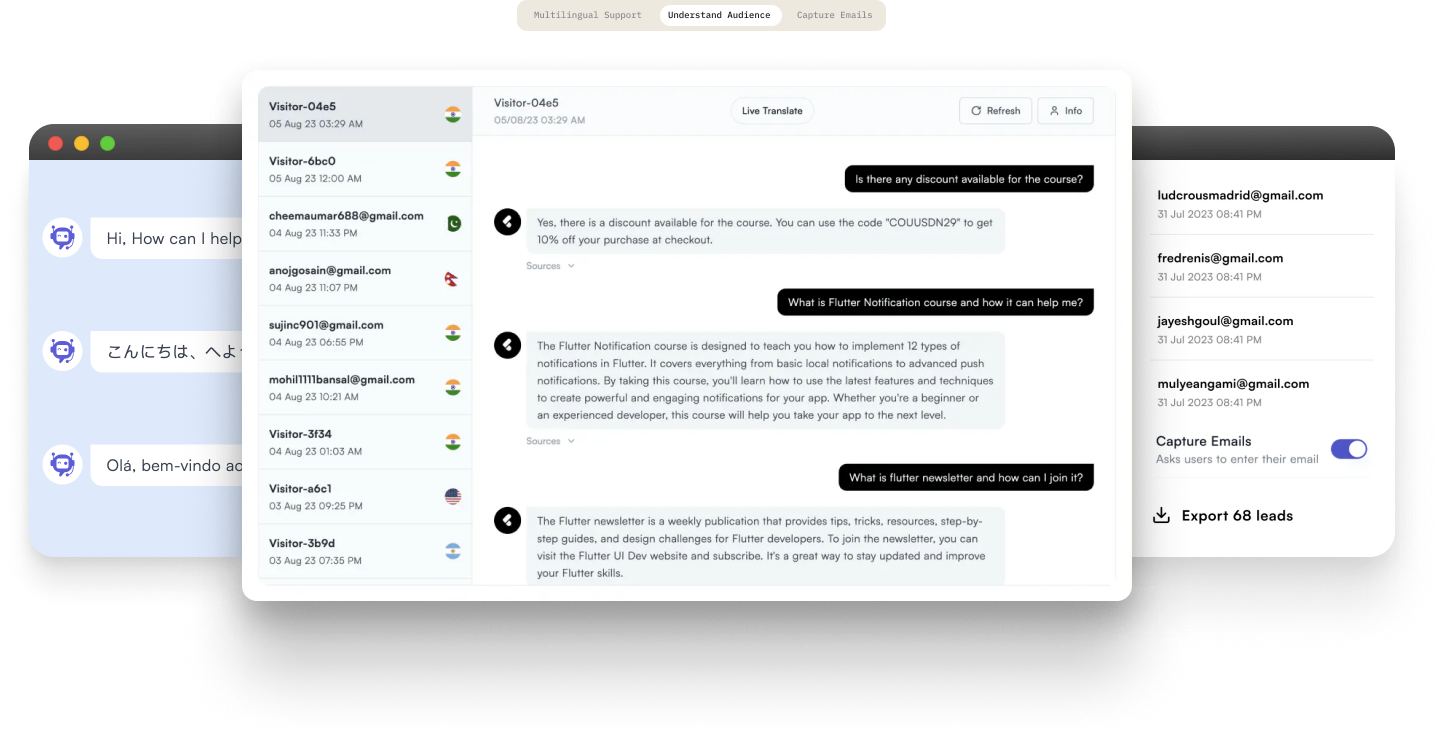 Multilingual Support
Understand Audience
Capture Emails
Hi, How can I help
こんにちは、へよ
Olá, bem-vindo ao
Visitor-04e5
05 Aug 23 03:29 AM
Visitor-6bc0
05 Aug 23 12:00 AM
cheemaumar688@gmail.com
04 Aug 23 11:33 PM
anojgosain@gmail.com
04 Aug 23 11:07 PM
sujinc901@gmail.com
04 Aug 23 06:55 PM
mohil1111bansal@gmail.com
04 Aug 23 10:21 AM
Visitor-3f34
04 Aug 23 01:03 AM
Visitor-a6c1
03 Aug 23 09:25 PM
Visitor-3b9d
03 Aug 23 07:35 PM
Visitor-04e5
05/08/23 03:29 AM
Live Translate
Refresh
Info
Is there any discount available for the course?
Yes, there is a discount available for the course. You can use the code "COUUSDN29" to get
10% off your purchase at checkout.
Sources
What is Flutter Notification course and how it can help me?
The Flutter Notification course is designed to teach you how to implement 12 types of
notifications in Flutter. It covers everything from basic local notifications to advanced push
notifications. By taking this course, you'll learn how to use the latest features and techniques
to create powerful and engaging notifications for your app. Whether you're a beginner or
an experienced developer, this course will help you take your app to the next level.
Sources
What is flutter newsletter and how can I join it?
The Flutter newsletter is a weekly publication that provides tips, tricks, resources, step-by-
step guides, and design challenges for Flutter developers. To join the newsletter, you can
visit the Flutter UI Dev website and subscribe. It's a great way to stay updated and improve
your Flutter skills.
ludcrousmadrid@gmail.com
31 Jul 2023 08:41 PM
fredrenis@gmail.com
31 Jul 2023 08:41 PM
jayeshgoul@gmail.com
31 Jul 2023 08:41 PM
mulyeangami@gmail.com
31 Jul 2023 08:41 PM
Capture Emails
Asks users to enter their email
Export 68 leads